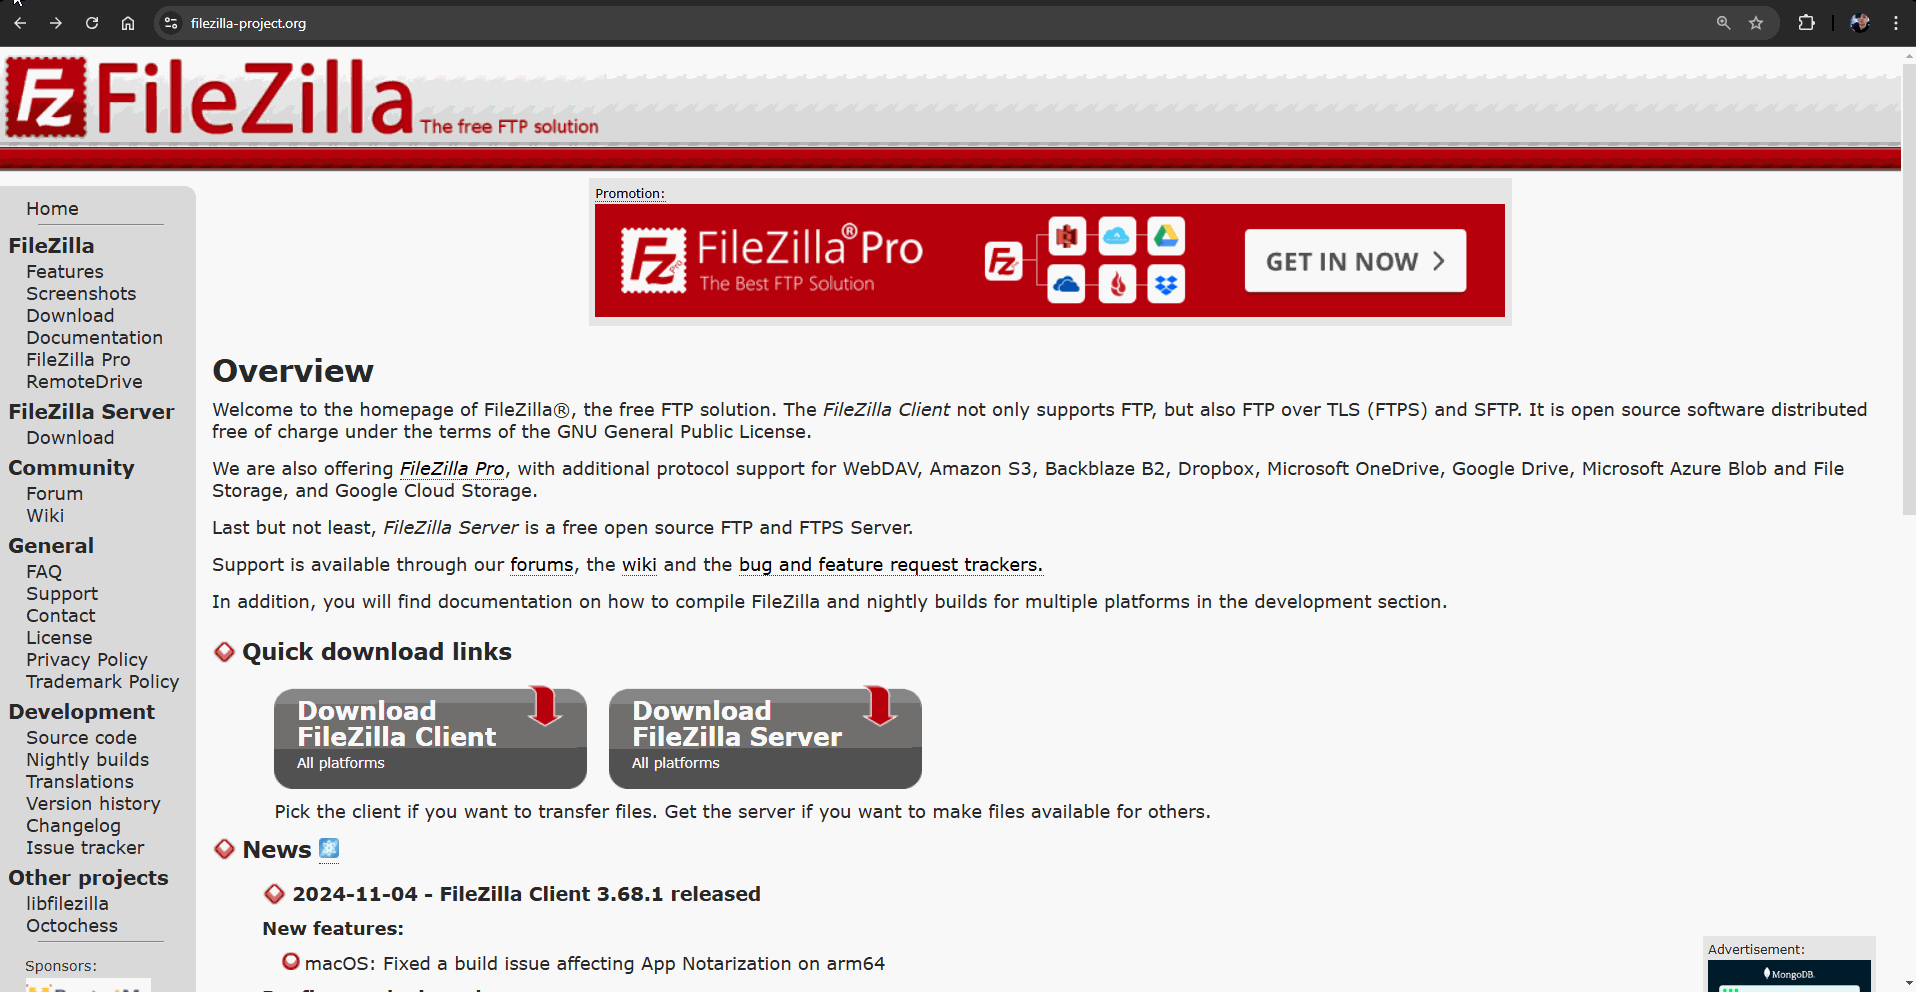 filezilla-project.org
FileZilla The free FTP solution
Home
FileZilla
Features
Screenshots
Download
Documentation
FileZilla Pro
RemoteDrive
FileZilla Server
Download
Community
Forum
Wiki
General
FAQ
Support
Contact
License
Privacy Policy
Trademark Policy
Development
Source code
Nightly builds
Translations
Version history
Changelog
Issue tracker
Other projects
libfilezilla
Octochess
Sponsors:
Promotion:
FileZilla® Pro
The Best FTP Solution
GET IN NOW
Overview
Welcome to the homepage of FileZilla®, the free FTP solution. The FileZilla Client not only supports FTP, but also FTP over TLS (FTPS) and SFTP. It is open source software distributed
free of charge under the terms of the GNU General Public License.
We are also offering FileZilla Pro, with additional protocol support for WebDAV, Amazon S3, Backblaze B2, Dropbox, Microsoft OneDrive, Google Drive, Microsoft Azure Blob and File
Storage, and Google Cloud Storage.
Last but not least, FileZilla Server is a free open source FTP and FTPS Server.
Support is available through our forums, the wiki and the bug and feature request trackers.
In addition, you will find documentation on how to compile FileZilla and nightly builds for multiple platforms in the development section.
Quick download links
Download
FileZilla Client
All platforms
Download
FileZilla Server
All platforms
Pick the client if you want to transfer files. Get the server if you want to make files available for others.
News
2024-11-04 - FileZilla Client 3.68.1 released
New features:
macOS: Fixed a build issue affecting App Notarization on arm64
Advertisement:
MongoDB